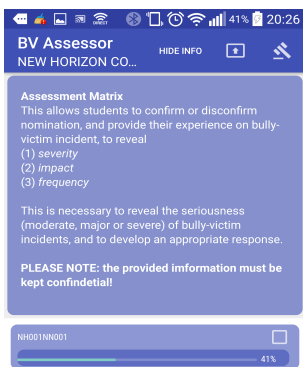 DIRECT 41% 20:26
BV Assessor
HIDE INFO
NEW HORIZON CO...
Assessment Matrix
This allows students to confirm or disconfirm
nomination, and provide their experience on bully-
victim incident, to reveal
(1) severity
(2) impact
(3) frequency
This is necessary to reveal the seriousness
(moderate, major or severe) of bully-victim
incidents, and to develop an appropriate response.
PLEASE NOTE: the provided imformation must be
kept confindetial!
NH001NN001
41%